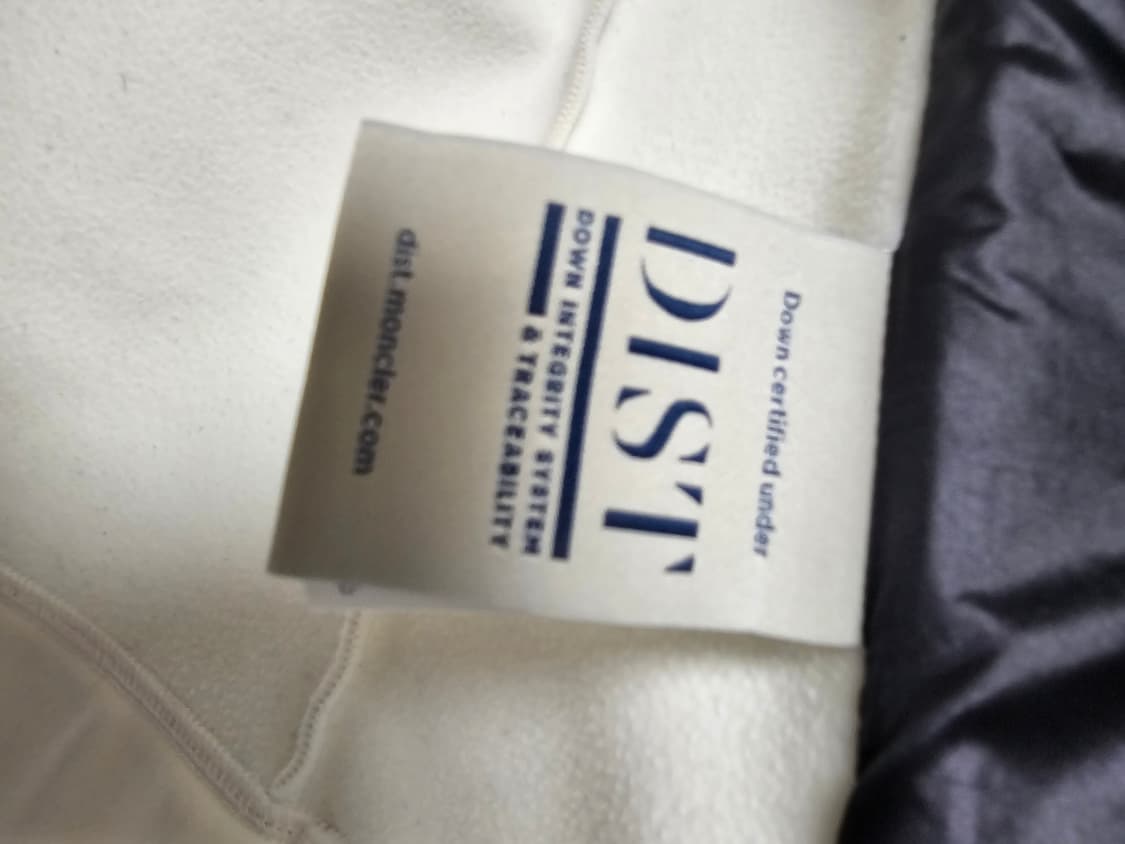 Down certified under
DIST
DOWN INTEGRITY SYSTEM
& TRACEABILITY
dist.moncler.com